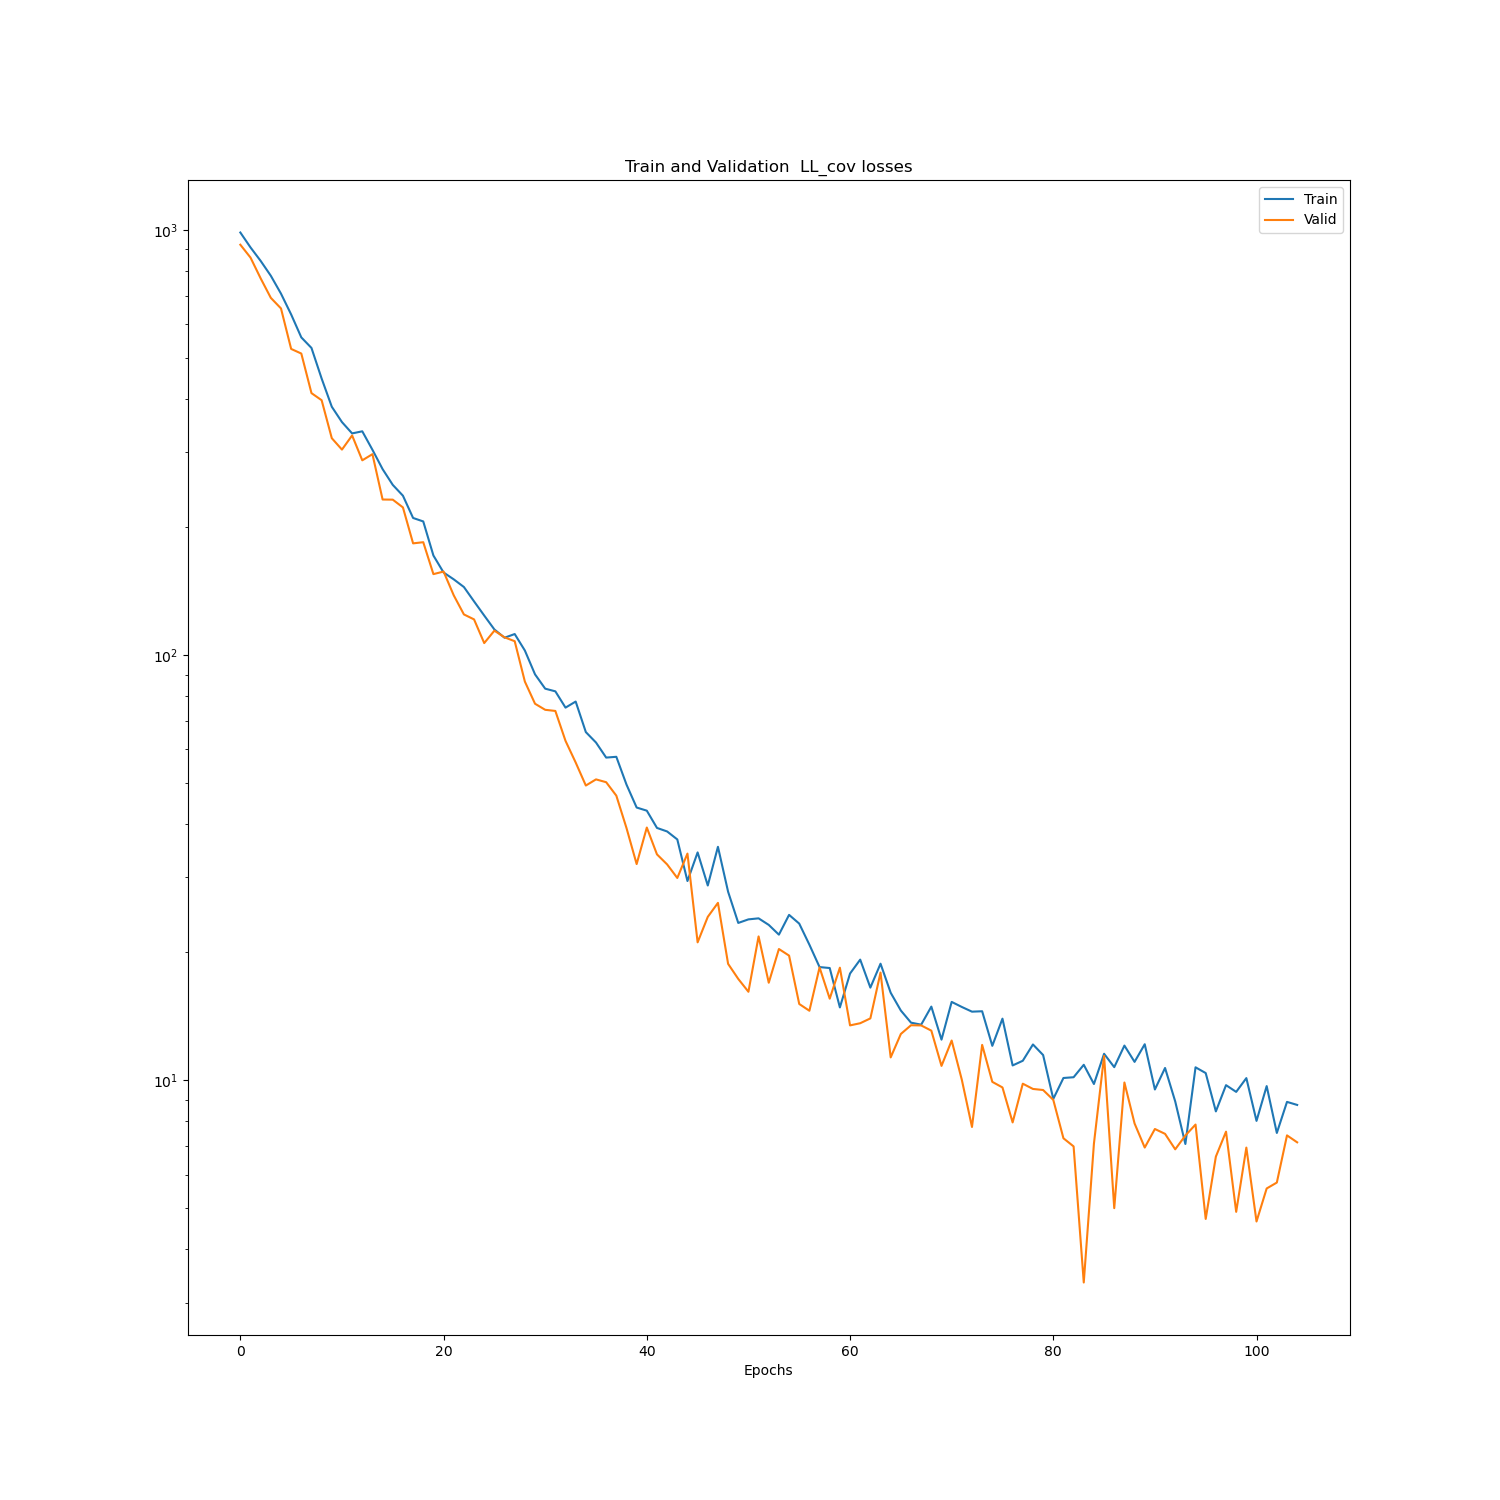 Train and Validation  LL_cov losses
Train
Valid
10³
10²
10¹
0 20 40 60 80 100
Epochs